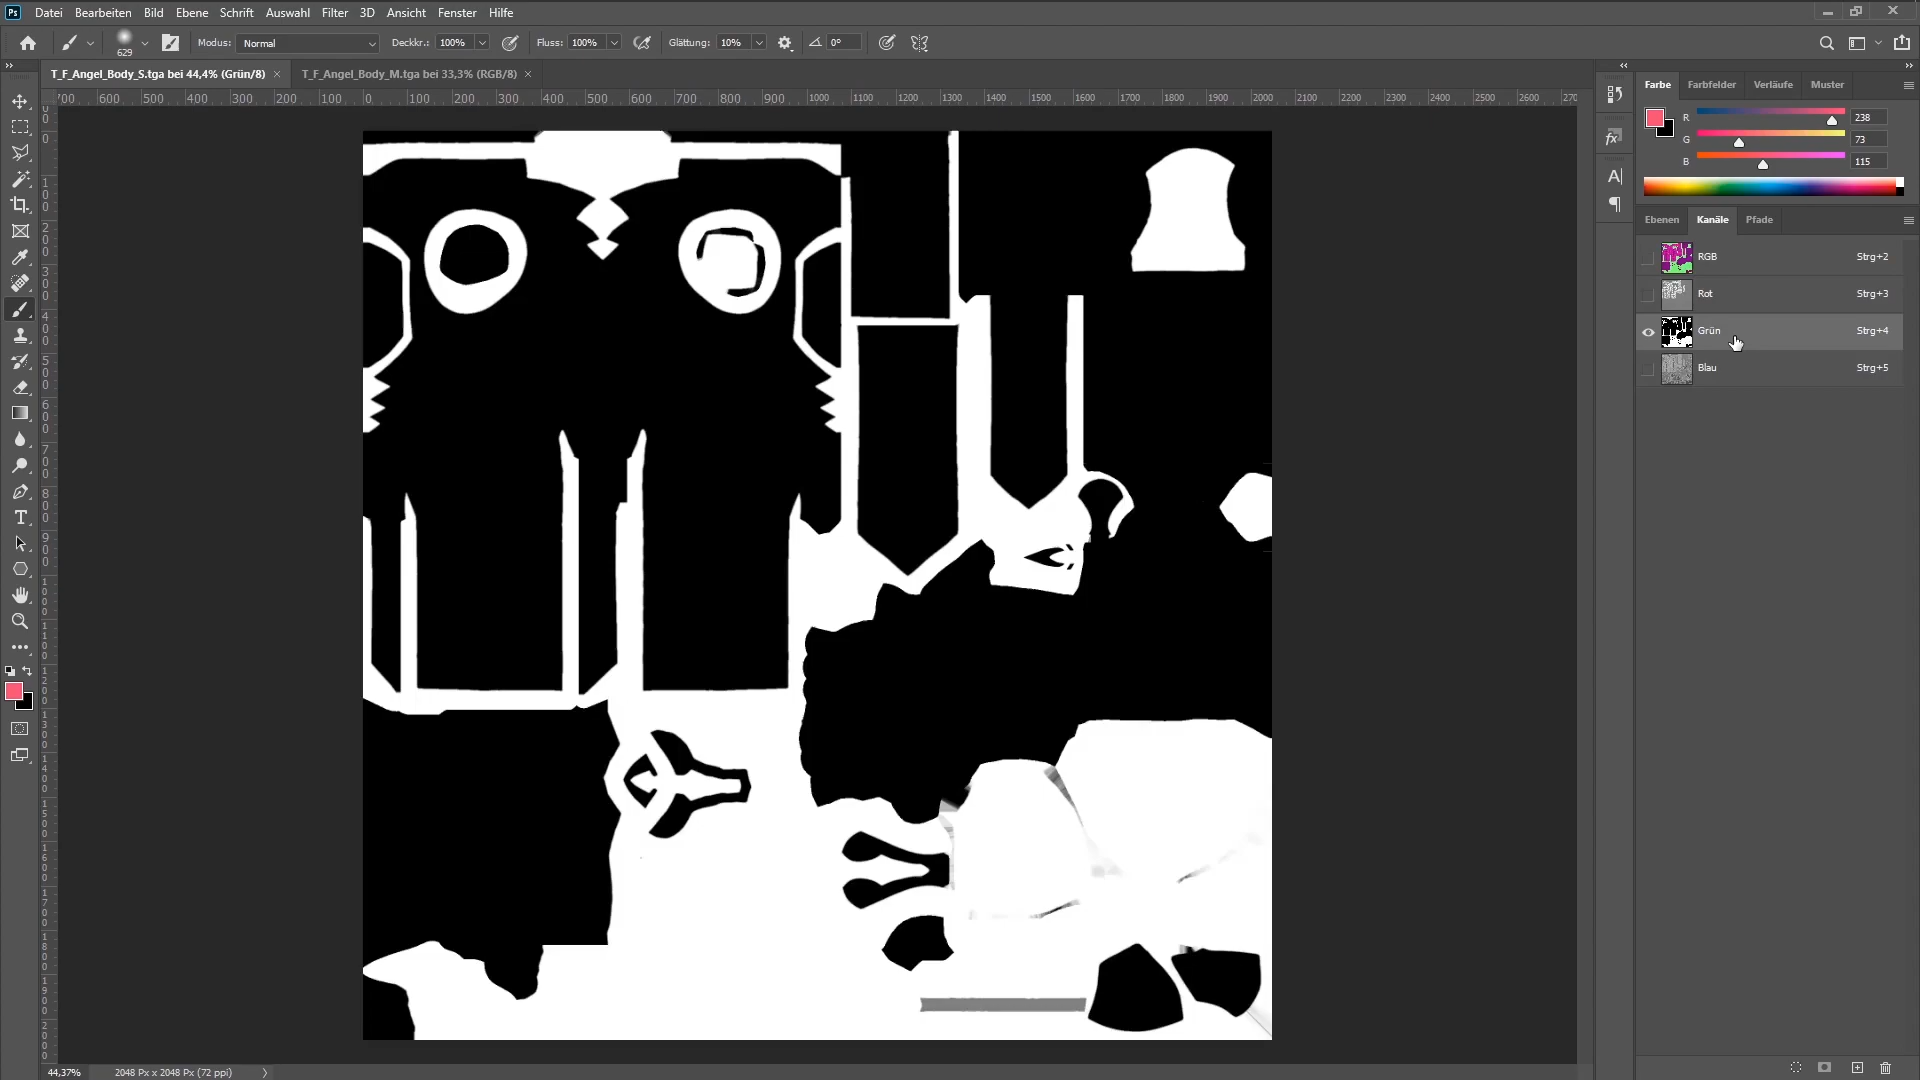 Ps Datei Bearbeiten Bild Ebene Schrift Auswahl Filter 3D Ansicht Fenster Hilfe
629 Modus: Normal Deckkr.: 100% Fluss: 100% Glättung: 10% 0°
T_F_Angel_Body_S.tga bei 44,4% (Grün/8) × T_F_Angel_Body_M.tga bei 33,3% (RGB/8) ×
700 600 500 400 300 200 100 0 100 200 300 400 500 600 700 800 900 1000 1100 1200 1300 1400 1500 1600 1700 1800 1900 2000 2100 2200 2300 2400 2500 2600 270
Farbe Farbfelder Verläufe Muster
R 238
G 73
B 115
Ebenen Kanäle Pfade
RGB Strg+2
Rot Strg+3
Grün Strg+4
Blau Strg+5
44,37% 2048 Px x 2048 Px (72 ppi)